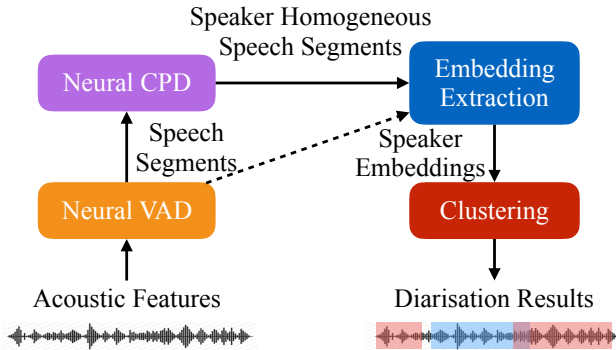 Speaker Homogeneous
Speech Segments
Neural CPD
Embedding
Extraction
Speech
Segments
Speaker
Embeddings
Neural VAD
Clustering
Acoustic Features
Diarisation Results